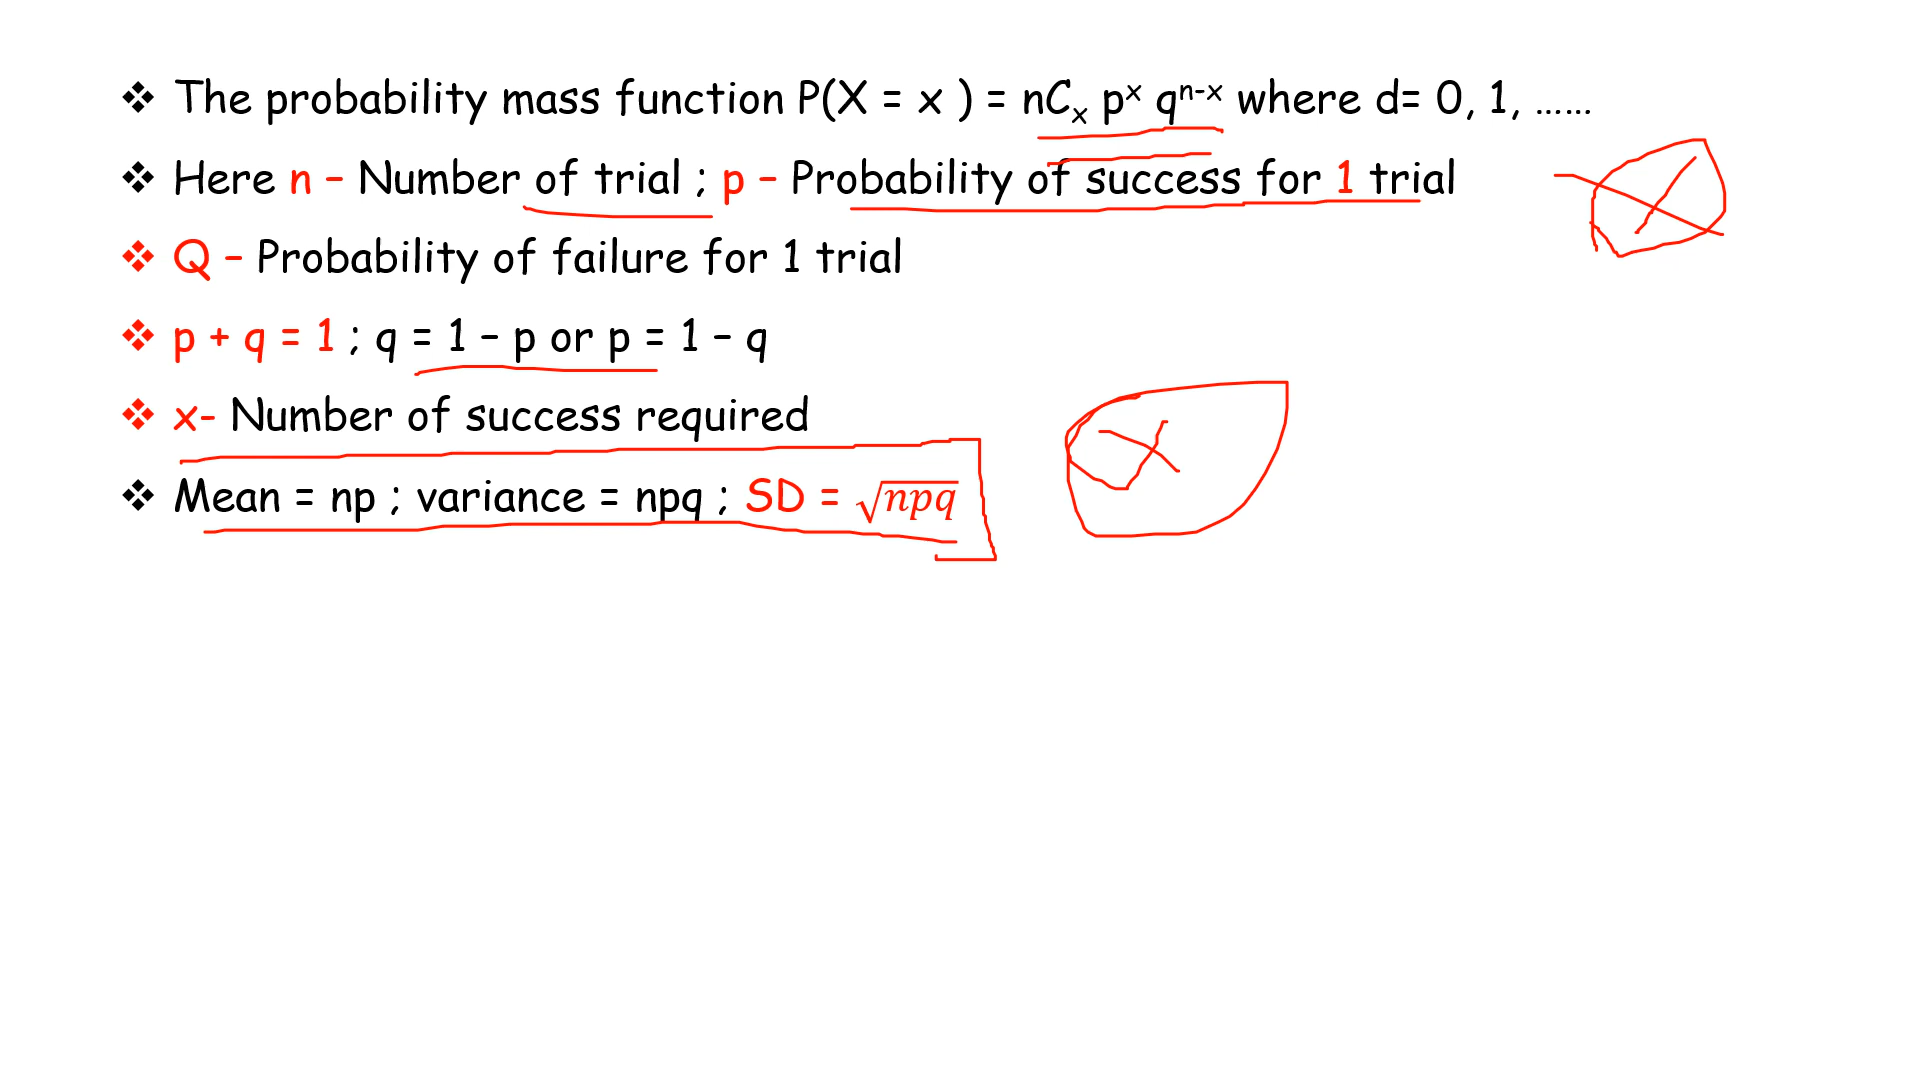 ❖ The probability mass function P(X = x ) = nCₓ pˣ qⁿ⁻ˣ where d= 0, 1, ......
❖ Here n – Number of trial ; p – Probability of success for 1 trial
❖ Q – Probability of failure for 1 trial
❖ p + q = 1 ; q = 1 – p or p = 1 – q
❖ x- Number of success required
❖ Mean = np ; variance = npq ; SD = √npq
X
X